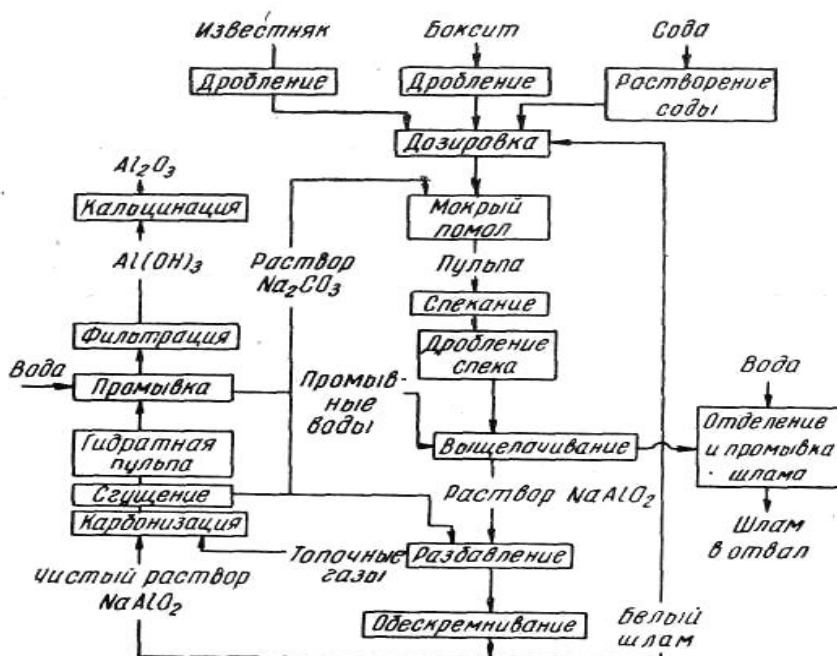 Известняк
Боксит
Сода
Дробление
Дробление
Растворение
соды
Дозировка
Al₂O₃
Кальцинация
Мокрый
помол
Al(OH)₃
Раствор
Na₂CO₃
Пульпа
Спекание
Фильтрация
Дробление
спека
Вода
Промывка
Промыв-
ные
воды
Вода
Гидратная
пульпа
Выщелачивание
Отделение
и промывка
шлама
Сгущение
Раствор NaAlO₂
Карбонизация
Шлам
в отвал
Топочные
газы
Разбавление
Чистый раствор
NaAlO₂
Обескремнивание
Белый
шлам